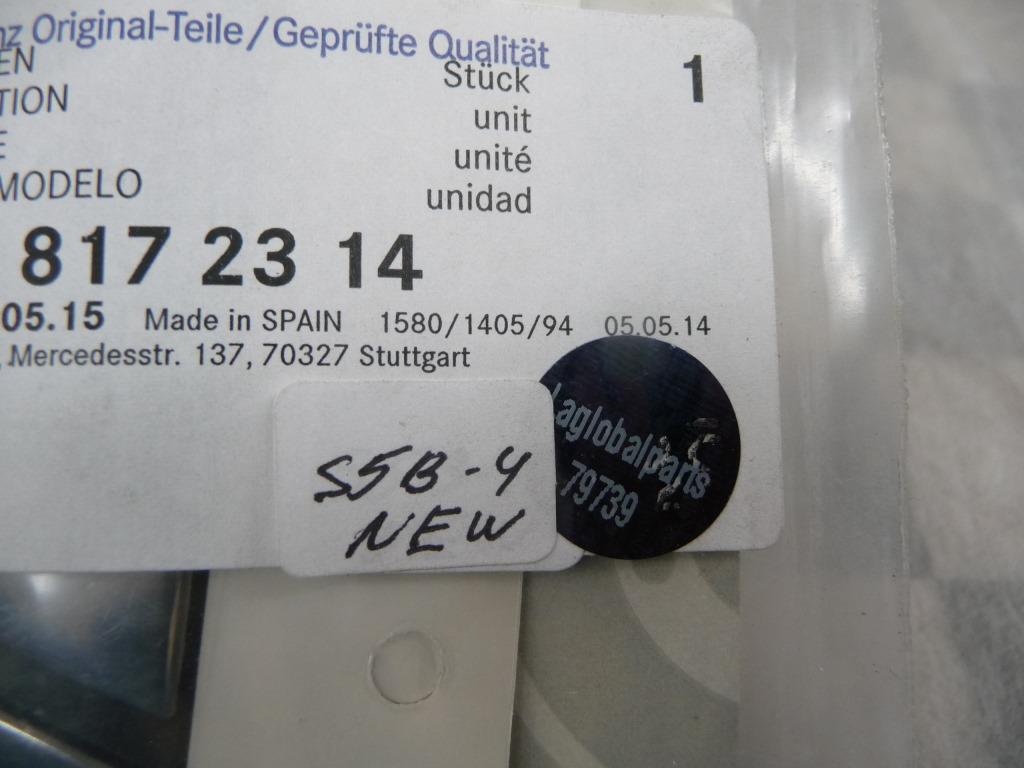 nz Original-Teile/Geprüfte Qualität
EN Stück 1
TION unit
E unité
MODELO unidad
817 23 14
05.15 Made in SPAIN 1580/1405/94 05.05.14
, Mercedesstr. 137, 70327 Stuttgart
Laglobalparts
79739
S5B-4
NEW